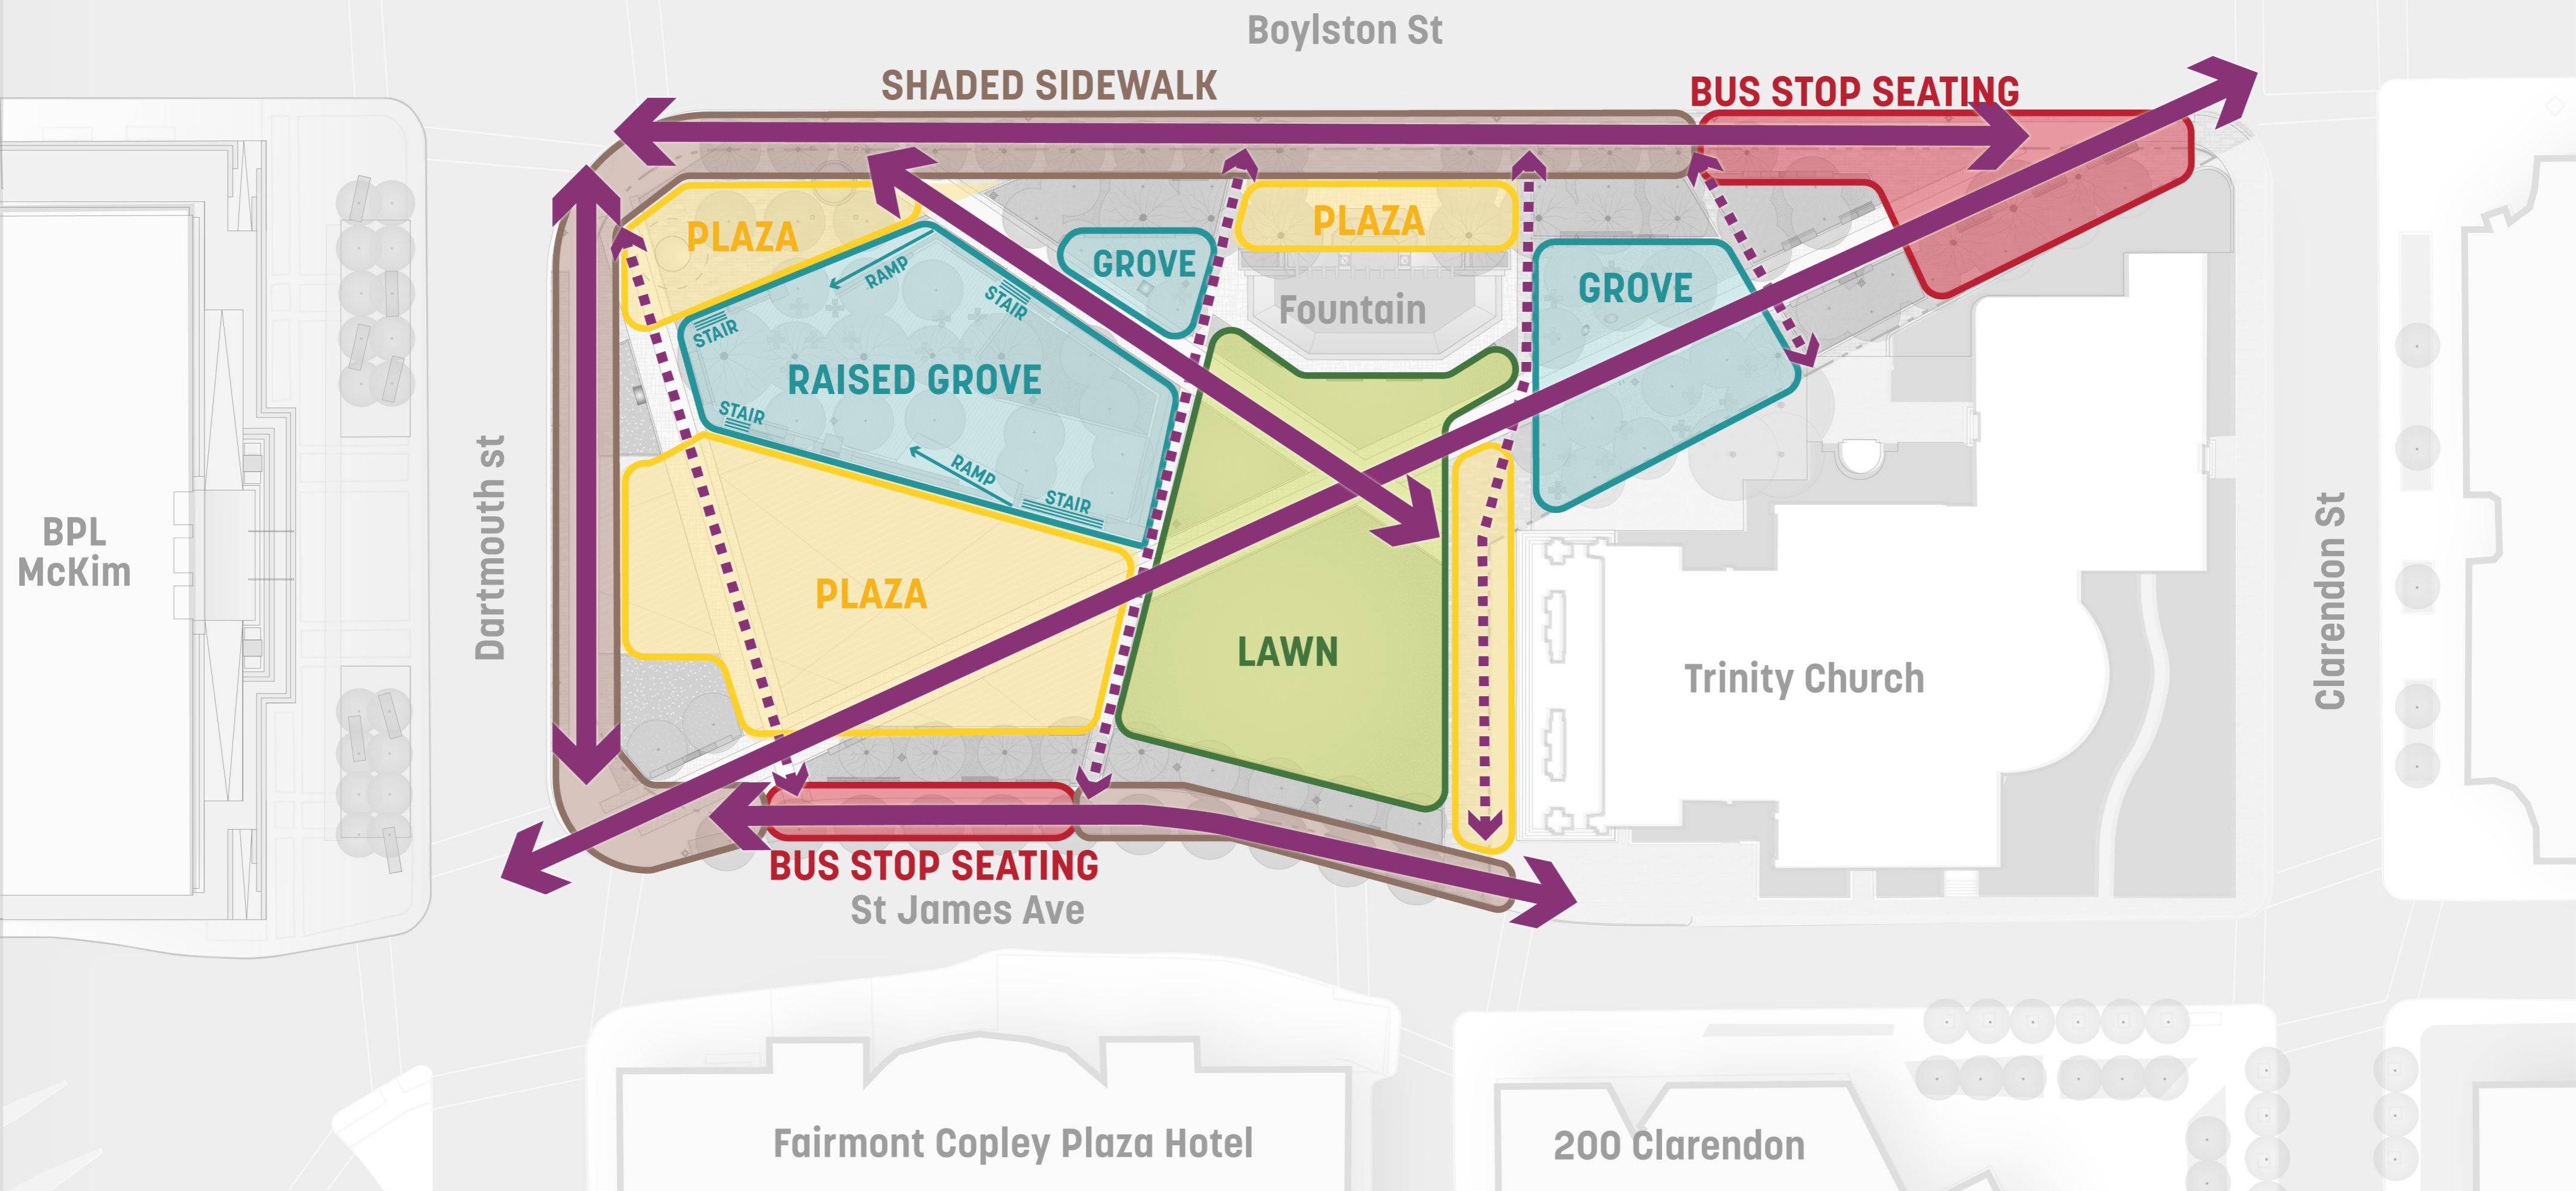 Boylston St
SHADED SIDEWALK
BUS STOP SEATING
PLAZA
PLAZA
GROVE
GROVE
RAMP
STAIR
STAIR
Fountain
RAISED GROVE
STAIR
RAMP
STAIR
Dartmouth st
BPL
McKim
PLAZA
LAWN
Trinity Church
Clarendon St
BUS STOP SEATING
St James Ave
Fairmont Copley Plaza Hotel
200 Clarendon